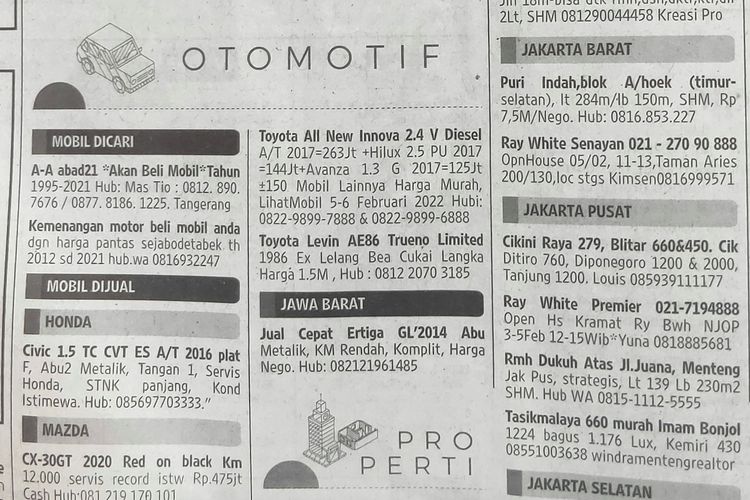 OTOMOTIF
MOBIL DICARI
A-A abad21 *Akan Beli Mobil*Tahun
1995-2021 Hub: Mas Tio : 0812. 890.
7676 / 0877. 8186. 1225. Tangerang
Kemenangan motor beli mobil anda
dgn harga pantas sejabodetabek th
2012 sd 2021 hub.wa 0816932247
MOBIL DIJUAL
HONDA
Civic 1.5 TC CVT ES A/T 2016 plat
F, Abu2 Metalik, Tangan 1, Servis
Honda, STNK panjang, Kond
Istimewa. Hub: 085697703333."
MAZDA
CX-30GT 2020 Red on black Km
12.000 servis record istw Rp.475jt
Cash Hub:081 219 170 101
Toyota All New Innova 2.4 V Diesel
A/T 2017=263Jt +Hilux 2.5 PU 2017
=144Jt+Avanza 1.3 G 2017=125Jt
±150 Mobil Lainnya Harga Murah,
LihatMobil 5-6 Februari 2022 Hubi:
0822-9899-7888 & 0822-9899-6888
Toyota Levin AE86 Trueno Limited
1986 Ex Lelang Bea Cukai Langka
Harga 1.5M , Hub : 0812 2070 3185
JAWA BARAT
Jual Cepat Ertiga GL'2014 Abu
Metalik, KM Rendah, Komplit, Harga
Nego. Hub: 082121961485
PRO
PERTI
2Lt, SHM 081290044458 Kreasi Pro
JAKARTA BARAT
Puri Indah,blok A/hoek (timur-
selatan), lt 284m/lb 150m, SHM, Rp
7,5M/Nego. Hub: 0816.853.227
Ray White Senayan 021 - 270 90 888
OpnHouse 05/02, 11-13,Taman Aries
200/130,loc stgs Kimsen0816999571
JAKARTA PUSAT
Cikini Raya 279, Blitar 660&450. Cik
Ditiro 760, Diponegoro 1200 & 2000,
Tanjung 1200. Louis 085939111177
Ray White Premier 021-7194888
Open Hs Kramat Ry Bwh NJOP
3-5Feb 12-15Wib*Yuna 0818885681
Rmh Dukuh Atas Jl.Juana, Menteng
Jak Pus, strategis, Lt 139 Lb 230m2
SHM. Hub WA 0815-1112-5555
Tasikmalaya 660 murah Imam Bonjol
1224 bagus 1.176 Lux, Kemiri 430
08551003638 windramentengrealtor
JAKARTA SELATAN